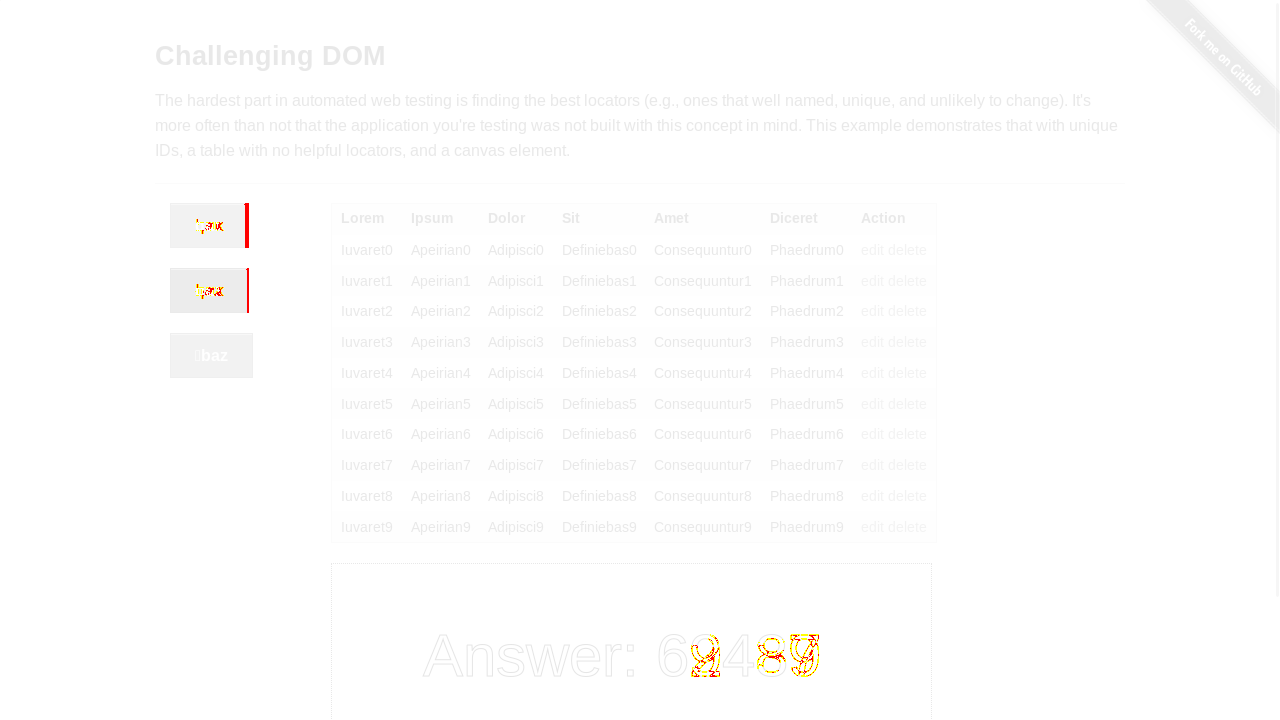 Fork me on GitHub
Challenging DOM
The hardest part in automated web testing is finding the best locators (e.g., ones that well named, unique, and unlikely to change). It's
more often than not that the application you're testing was not built with this concept in mind. This example demonstrates that with unique
IDs, a table with no helpful locators, and a canvas element.
baz
Lorem Ipsum Dolor Sit Amet Diceret Action
Iuvaret0 Apeirian0 Adipisci0 Definiebas0 Consequuntur0 Phaedrum0 edit delete
Iuvaret1 Apeirian1 Adipisci1 Definiebas1 Consequuntur1 Phaedrum1 edit delete
Iuvaret2 Apeirian2 Adipisci2 Definiebas2 Consequuntur2 Phaedrum2 edit delete
Iuvaret3 Apeirian3 Adipisci3 Definiebas3 Consequuntur3 Phaedrum3 edit delete
Iuvaret4 Apeirian4 Adipisci4 Definiebas4 Consequuntur4 Phaedrum4 edit delete
Iuvaret5 Apeirian5 Adipisci5 Definiebas5 Consequuntur5 Phaedrum5 edit delete
Iuvaret6 Apeirian6 Adipisci6 Definiebas6 Consequuntur6 Phaedrum6 edit delete
Iuvaret7 Apeirian7 Adipisci7 Definiebas7 Consequuntur7 Phaedrum7 edit delete
Iuvaret8 Apeirian8 Adipisci8 Definiebas8 Consequuntur8 Phaedrum8 edit delete
Iuvaret9 Apeirian9 Adipisci9 Definiebas9 Consequuntur9 Phaedrum9 edit delete
Answer: